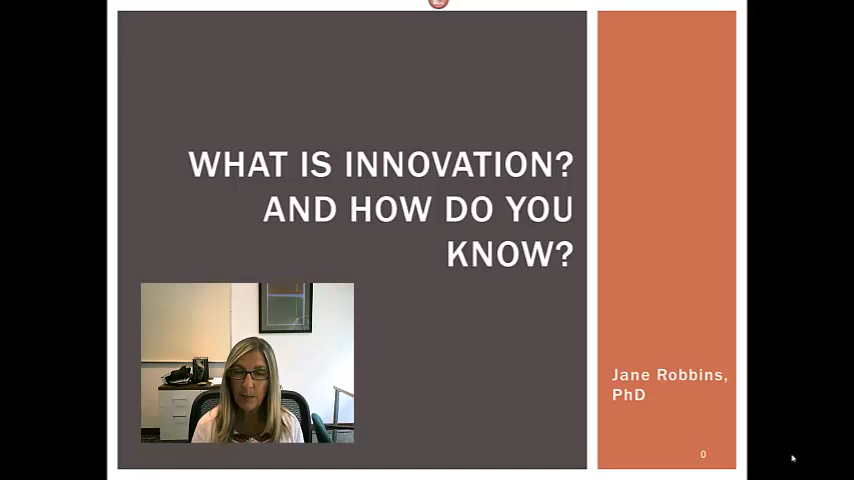 WHAT IS INNOVATION?
AND HOW DO YOU
KNOW?
Jane Robbins,
PhD
0